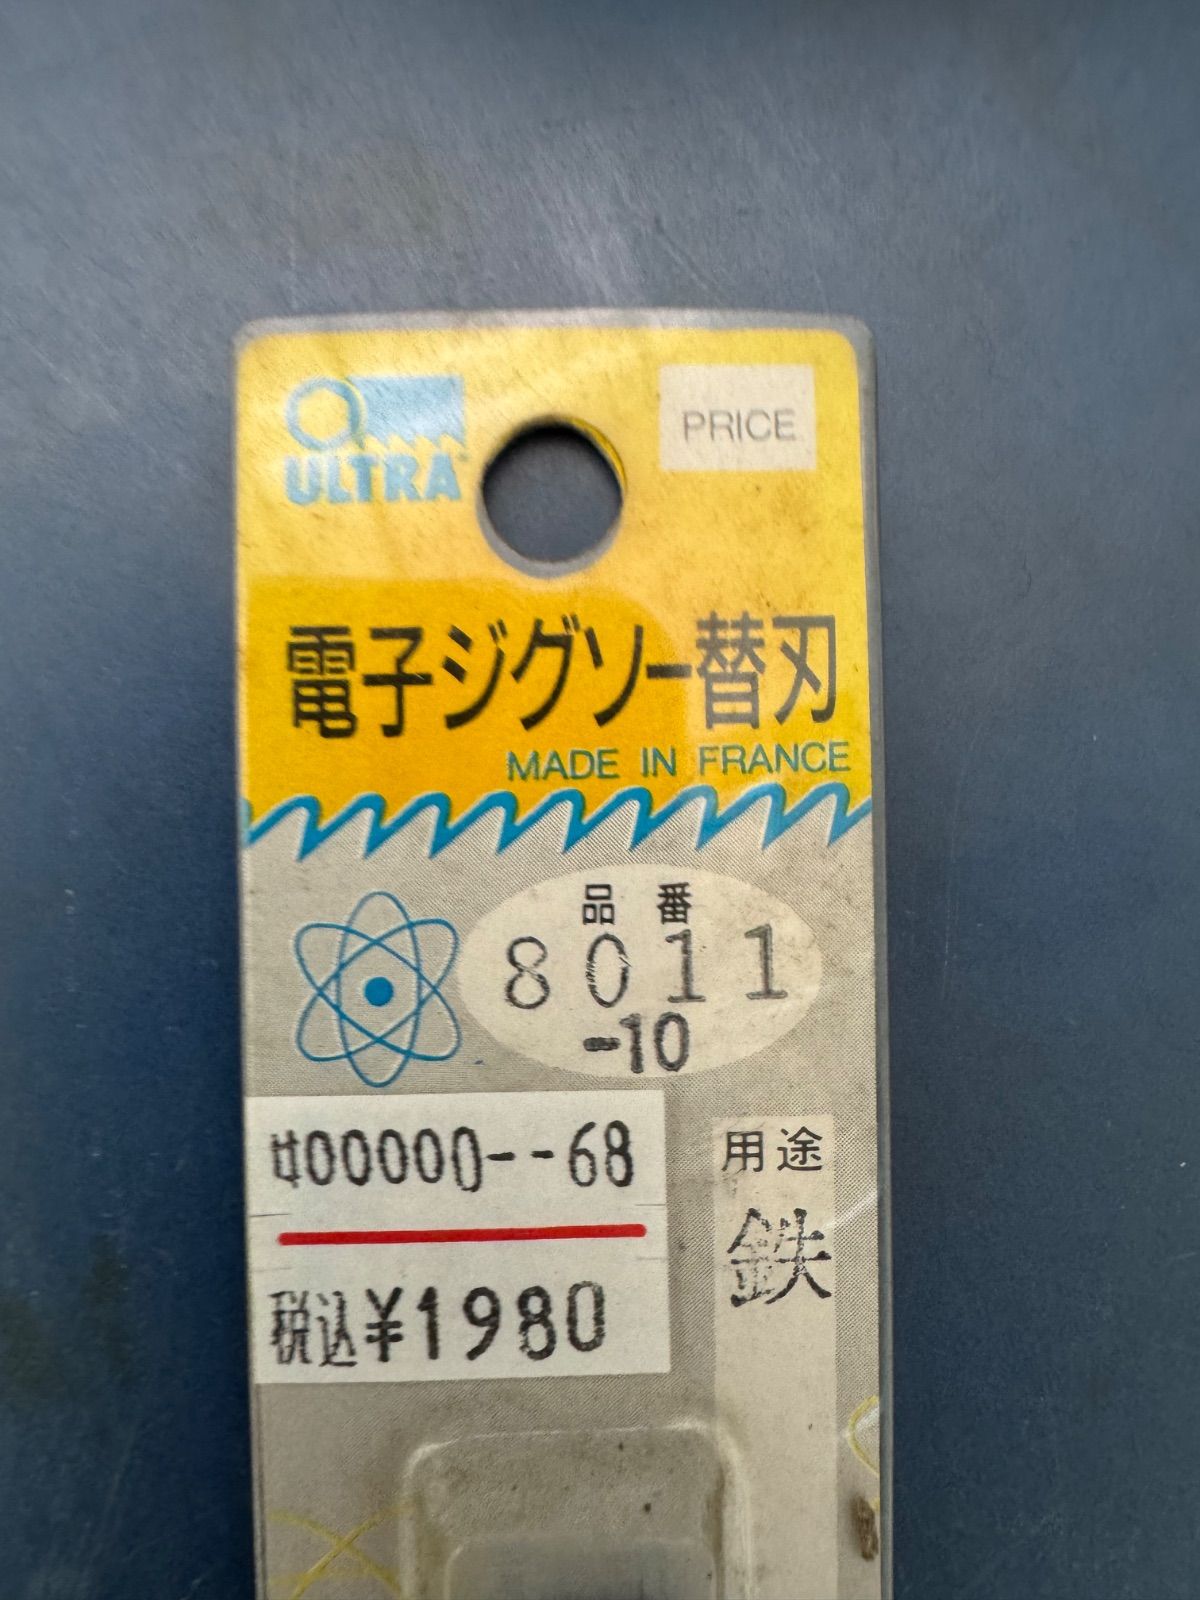 ULTRA
PRICE
電子ジグソー替刃
MADE IN FRANCE
品番
8011
-10
用途
鉄
#00000--68
税込¥1980